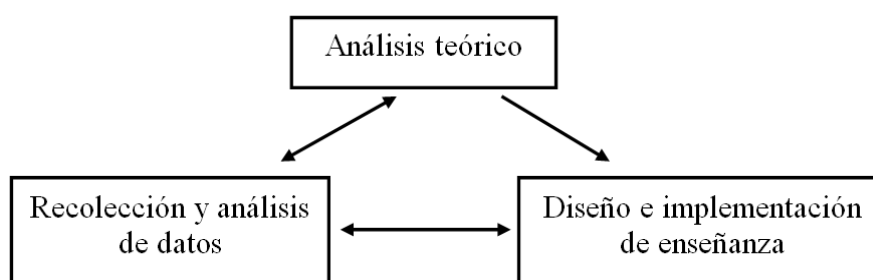 Análisis teórico
Recolección y análisis
de datos
Diseño e implementación
de enseñanza